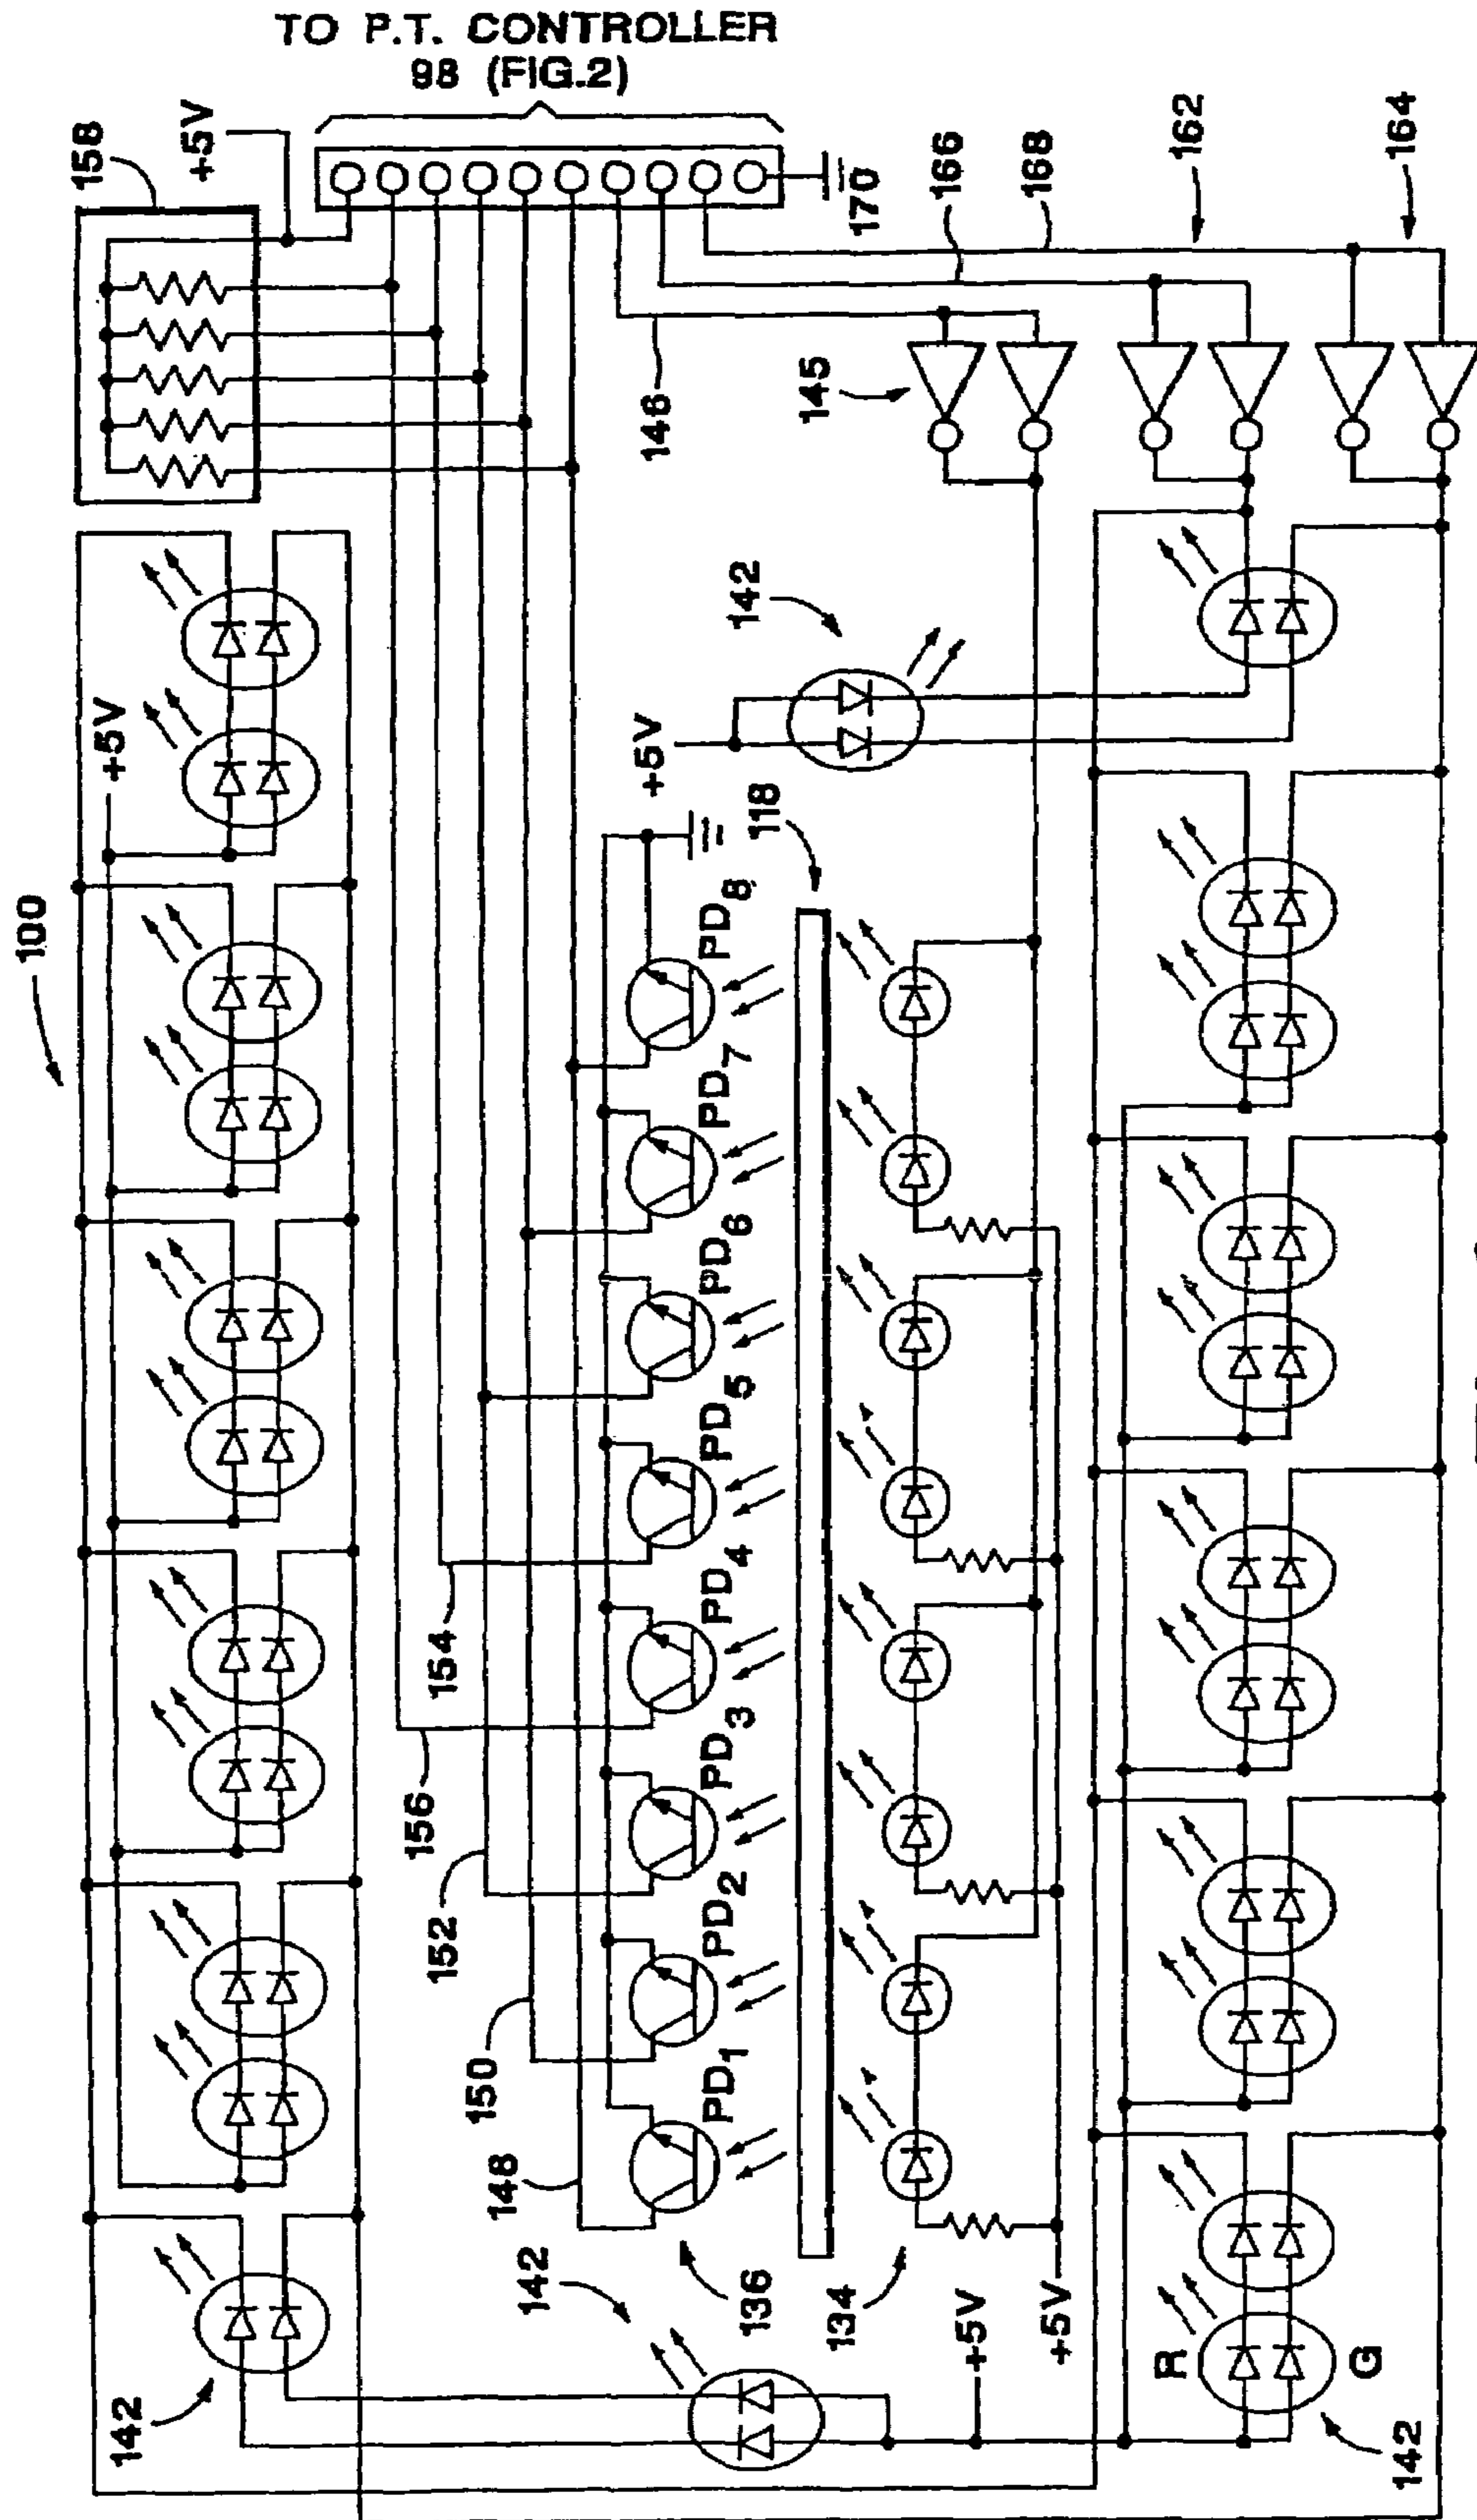 TO P.T. CONTROLLER
98 (FIG.2)
158
+5V
170
166
168
162
164
146
145
100
+5V
142
+5V
118
PD8
PD7
PD6
PD5
PD4
PD3
PD2
PD1
154
156
152
150
148
136
134
142
142
+5V
+5V
R
G
142